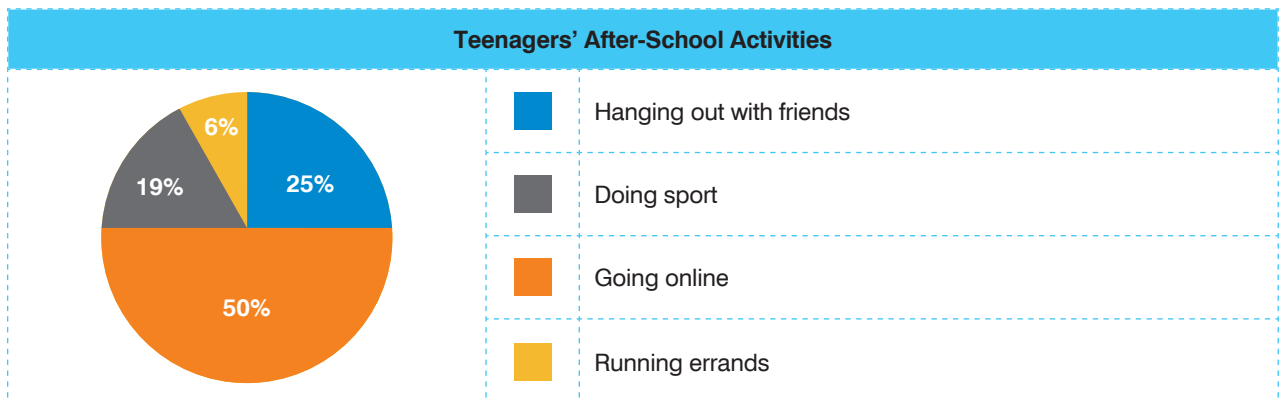 Teenagers’ After-School Activities
6%
19%
25%
50%
Hanging out with friends
Doing sport
Going online
Running errands